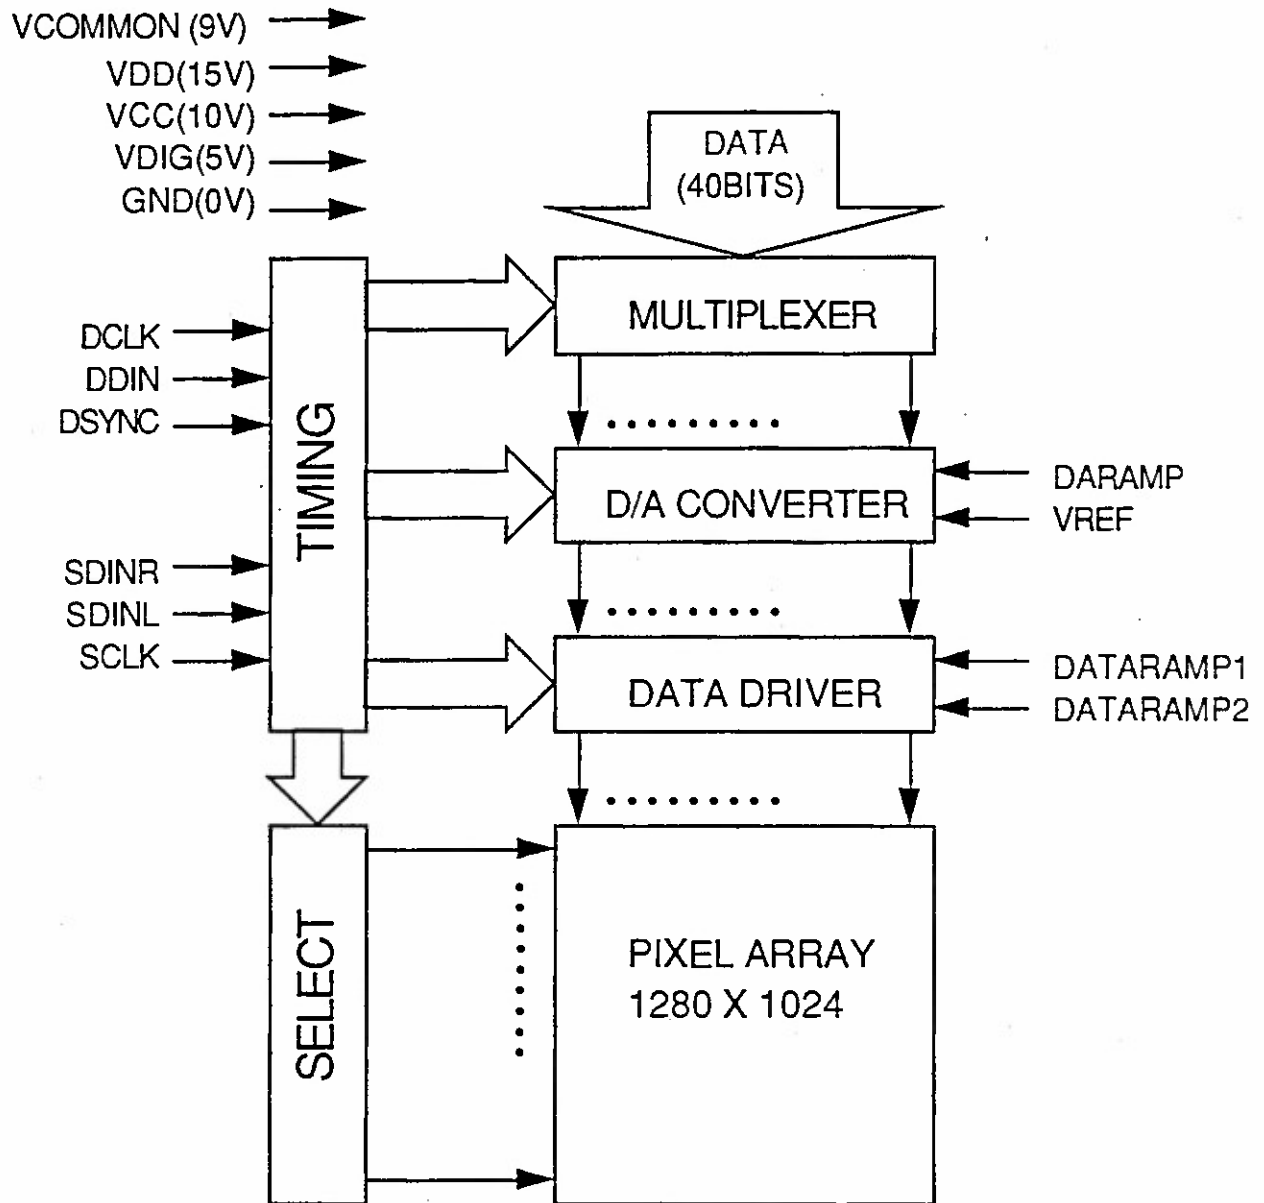 VCOMMON (9V)
VDD(15V)
VCC(10V)
VDIG(5V)
GND(0V)
DATA
(40BITS)
MULTIPLEXER
DCLK
DDIN
DSYNC
TIMING
D/A CONVERTER
DARAMP
VREF
SDINR
SDINL
SCLK
DATA DRIVER
DATARAMP1
DATARAMP2
SELECT
PIXEL ARRAY
1280 X 1024